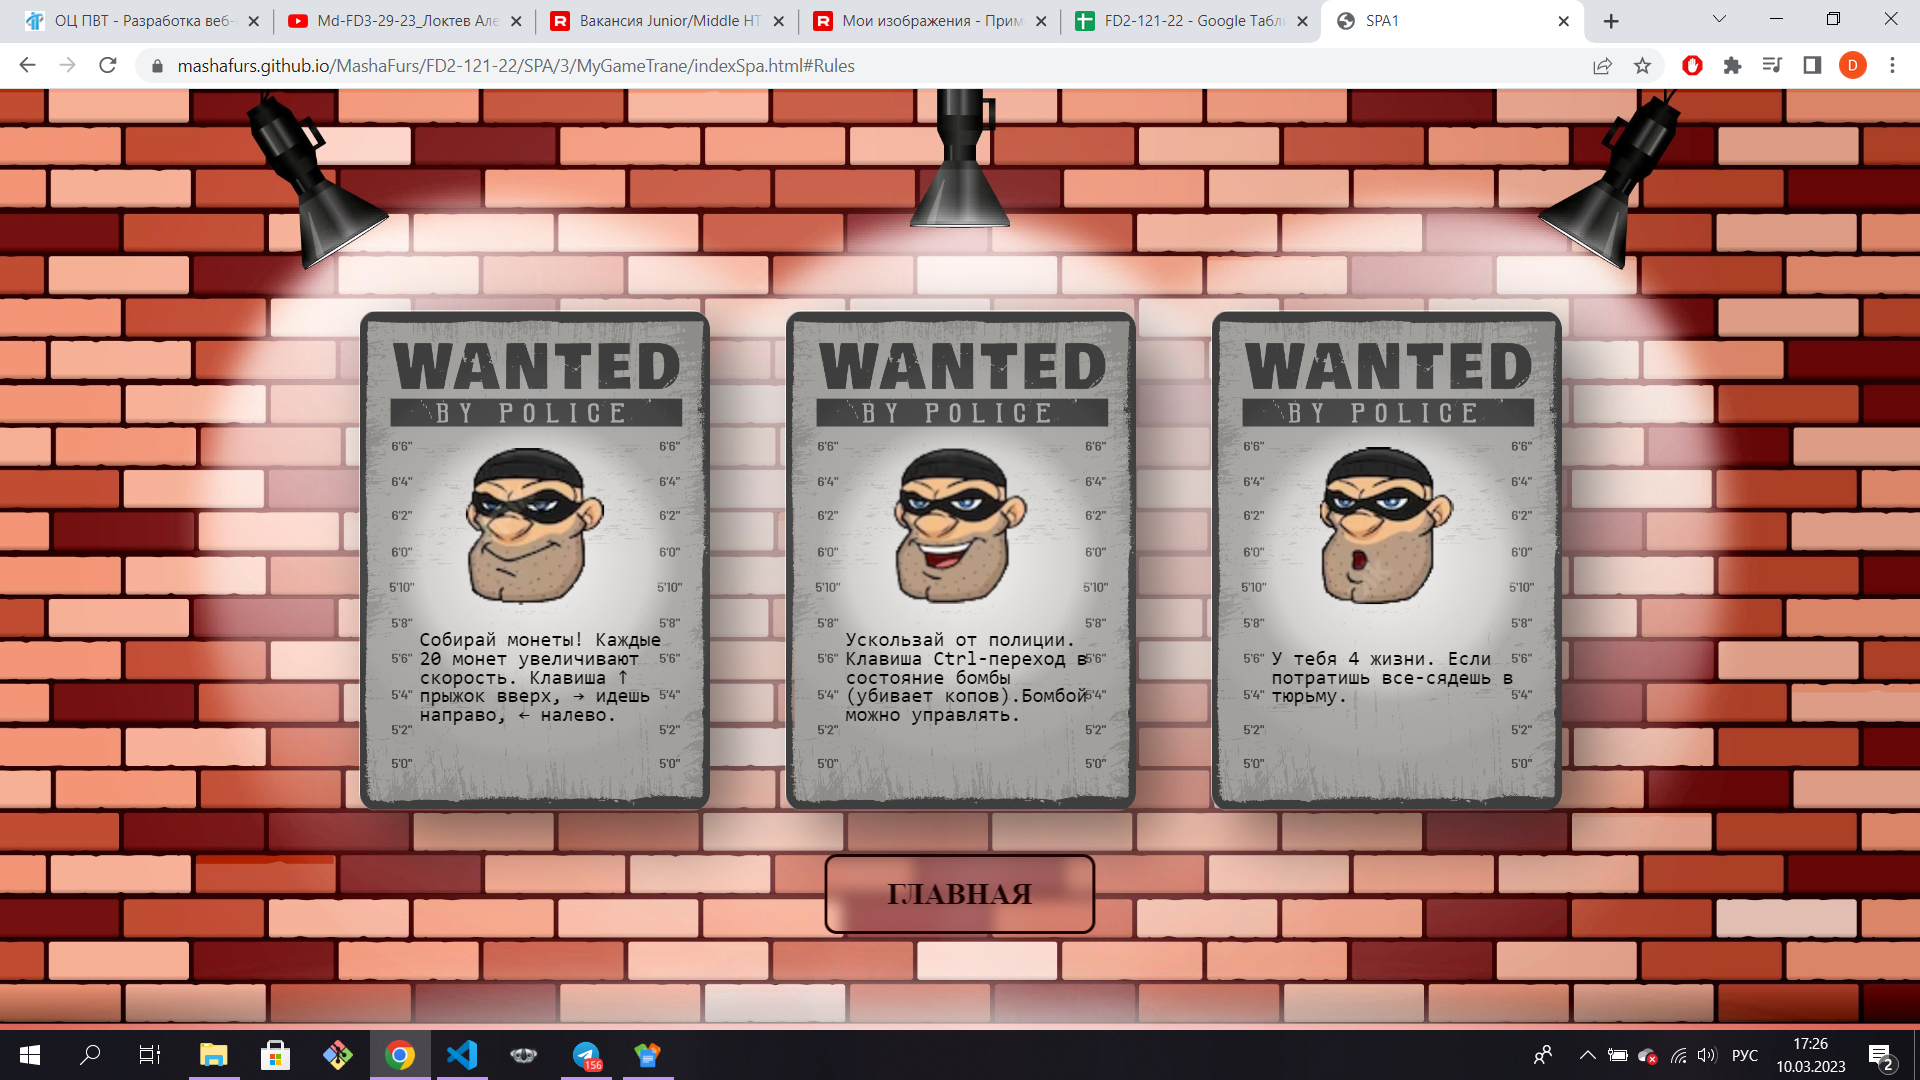 ОЦ ПВТ - Разработка веб-
Md-FD3-29-23_Локтев Але
Вакансия Junior/Middle HT
Мои изображения - Прим
FD2-121-22 - Google Табли
SPA1
mashafurs.github.io/MashaFurs/FD2-121-22/SPA/3/MyGameTrane/indexSpa.html#Rules
D
WANTED
BY POLICE
6'6" 6'6"
6'4" 6'4"
6'2" 6'2"
6'0" 6'0"
5'10" 5'10"
5'8" 5'8"
5'6" 5'6"
5'4" 5'4"
5'2" 5'2"
5'0" 5'0"
Собирай монеты! Каждые
20 монет увеличивают
скорость. Клавиша ↑
прыжок вверх, → идешь
направо, ← налево.
WANTED
BY POLICE
6'6" 6'6"
6'4" 6'4"
6'2" 6'2"
6'0" 6'0"
5'10" 5'10"
5'8" 5'8"
5'6" 5'6"
5'4" 5'4"
5'2" 5'2"
5'0" 5'0"
Ускользай от полиции.
Клавиша Ctrl-переход в
состояние бомбы
(убивает копов).Бомбой
можно управлять.
WANTED
BY POLICE
6'6" 6'6"
6'4" 6'4"
6'2" 6'2"
6'0" 6'0"
5'10" 5'10"
5'8" 5'8"
5'6" 5'6"
5'4" 5'4"
5'2" 5'2"
5'0" 5'0"
У тебя 4 жизни. Если
потратишь все-сядешь в
тюрьму.
ГЛАВНАЯ
156
РУС
17:26
10.03.2023
2